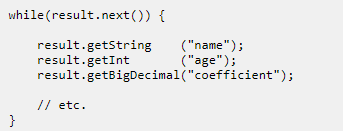 while(result.next()) {
    result.getString    ("name");
    result.getInt       ("age");
    result.getBigDecimal("coefficient");
    // etc.
}